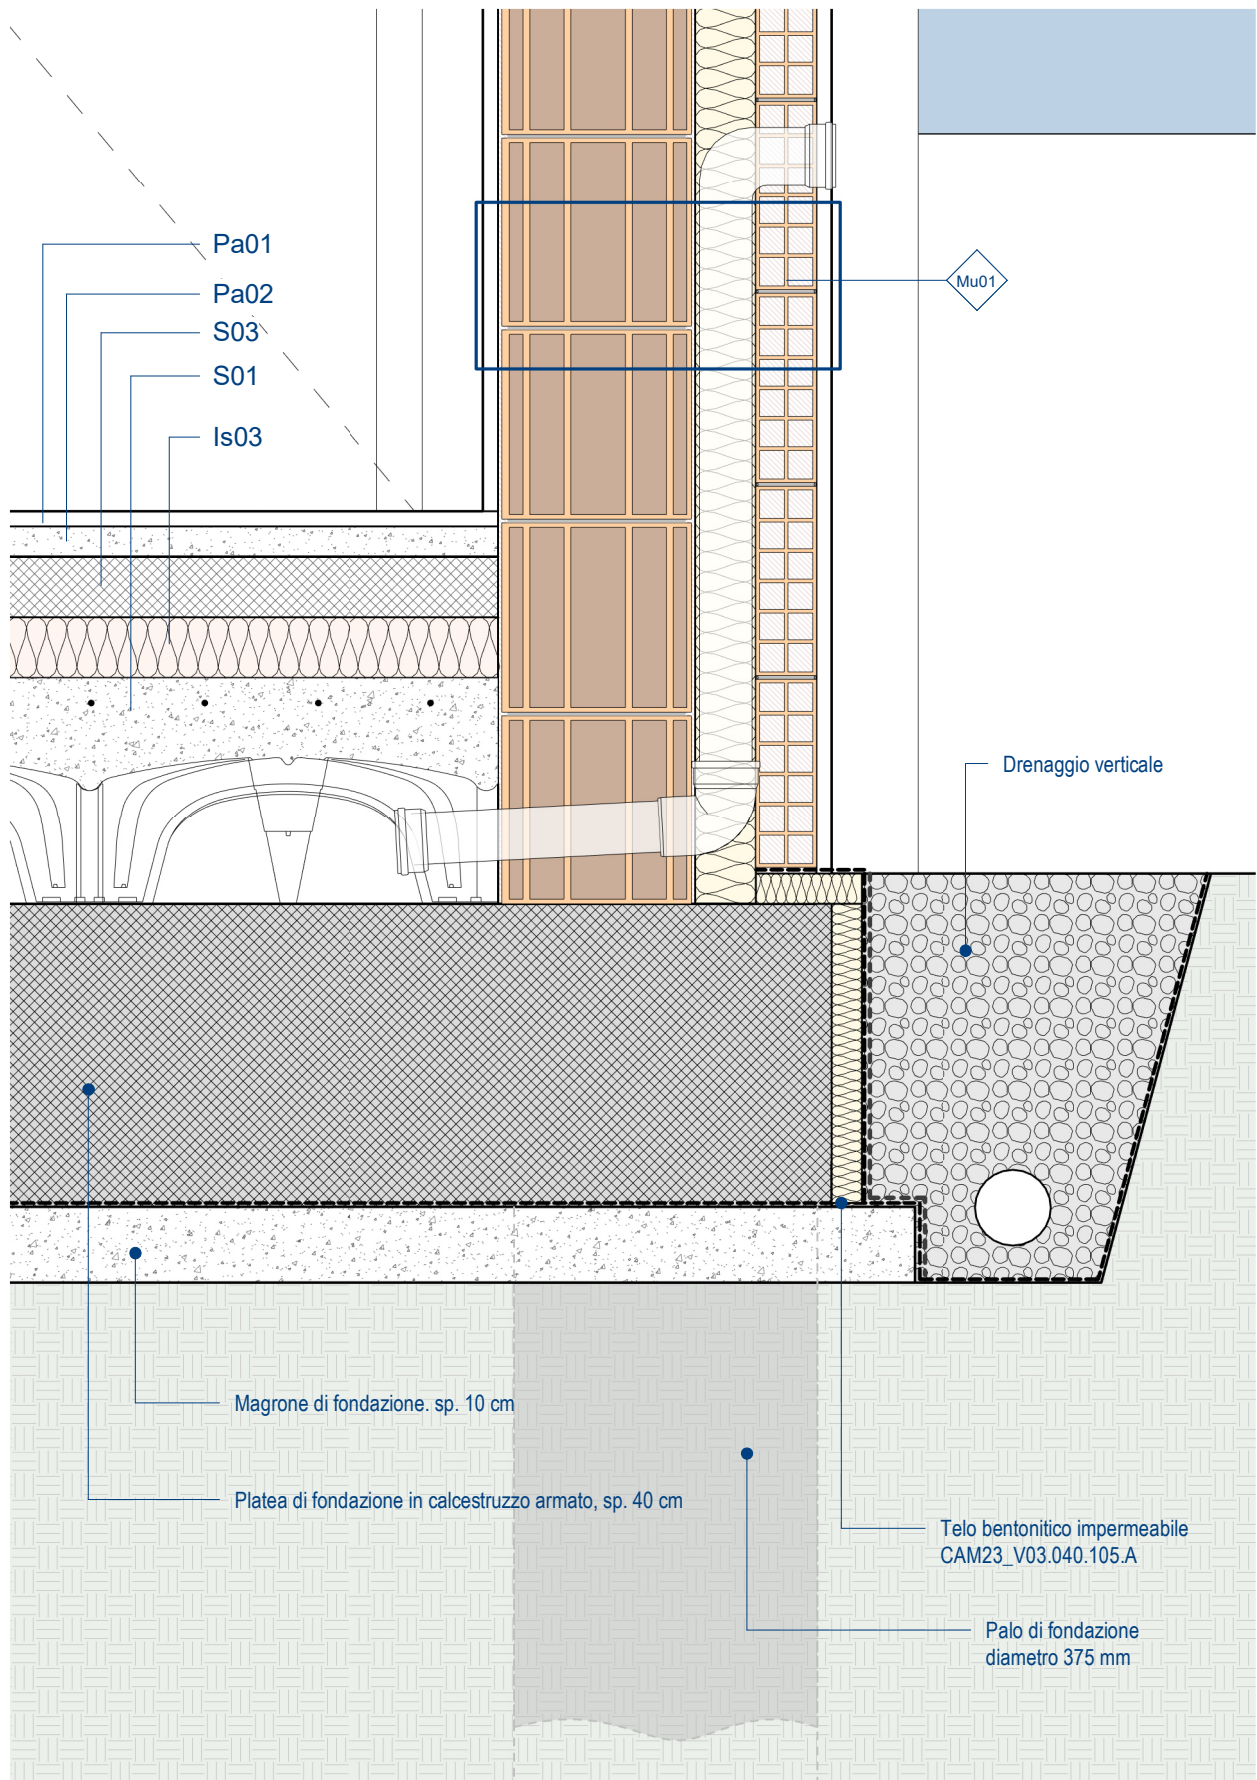 Pa01
Pa02
S03
S01
Is03
Mu01
Drenaggio verticale
Magrone di fondazione. sp. 10 cm
Platea di fondazione in calcestruzzo armato, sp. 40 cm
Telo bentonitico impermeabile
CAM23_V03.040.105.A
Palo di fondazione
diametro 375 mm